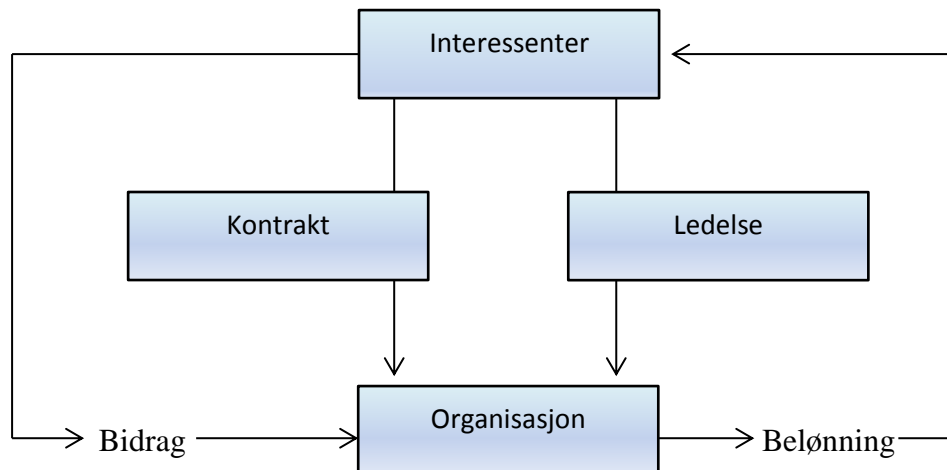 Interessenter
Kontrakt
Ledelse
Organisasjon
Bidrag
Belønning